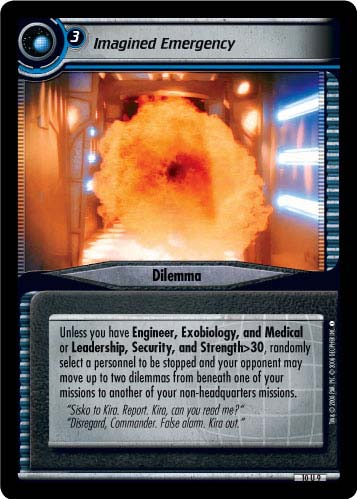 3
Imagined Emergency
Dilemma
Unless you have Engineer, Exobiology, and Medical
or Leadership, Security, and Strength>30, randomly
select a personnel to be stopped and your opponent may
move up to two dilemmas from beneath one of your
missions to another of your non-headquarters missions.
"Sisko to Kira. Report. Kira, can you read me?"
"Disregard, Commander. False alarm. Kira out."
10 U 9